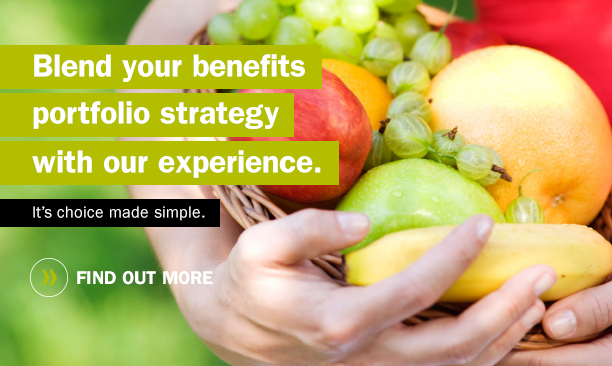 Blend your benefits
portfolio strategy
with our experience.
It's choice made simple.
FIND OUT MORE